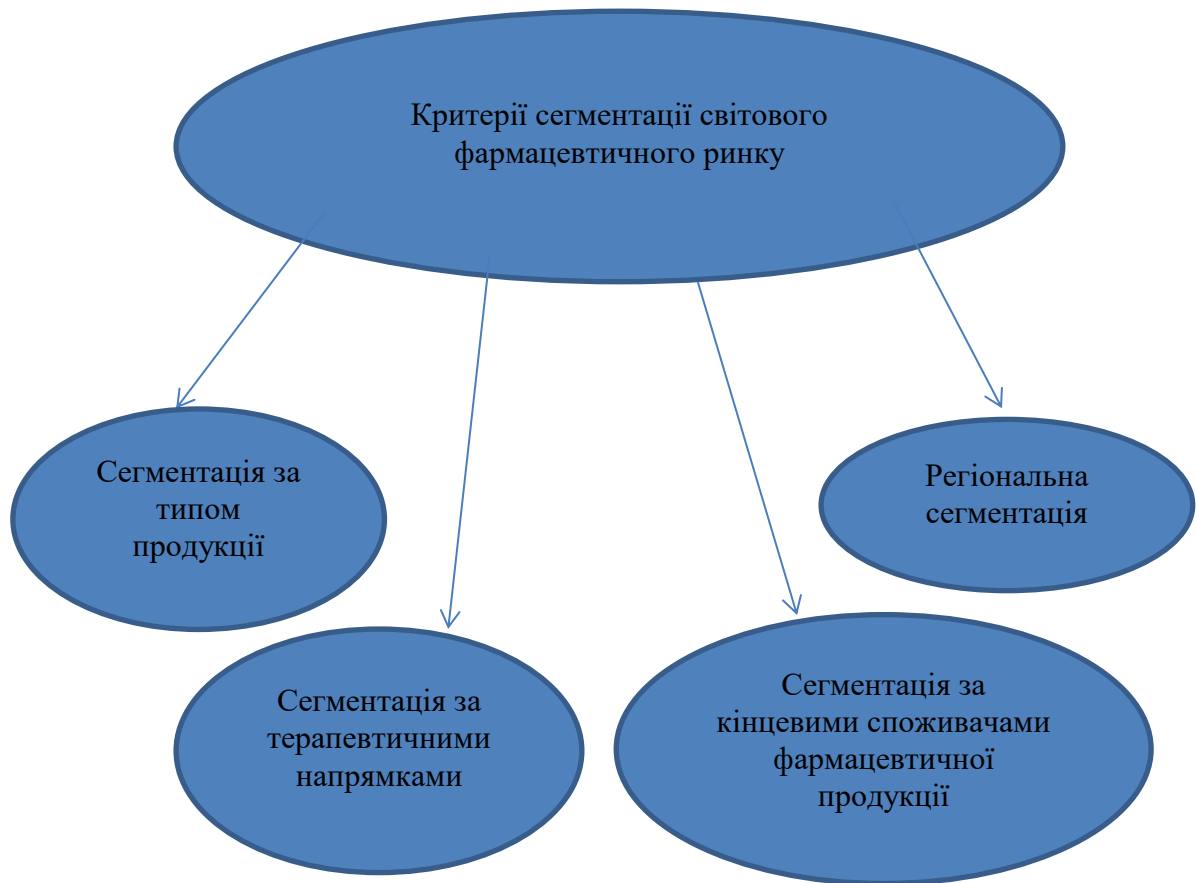 Критерії сегментації світового
фармацевтичного ринку
Сегментація за
типом
продукції
Регіональна
сегментація
Сегментація за
терапевтичними
напрямками
Сегментація за
кінцевими споживачами
фармацевтичної
продукції